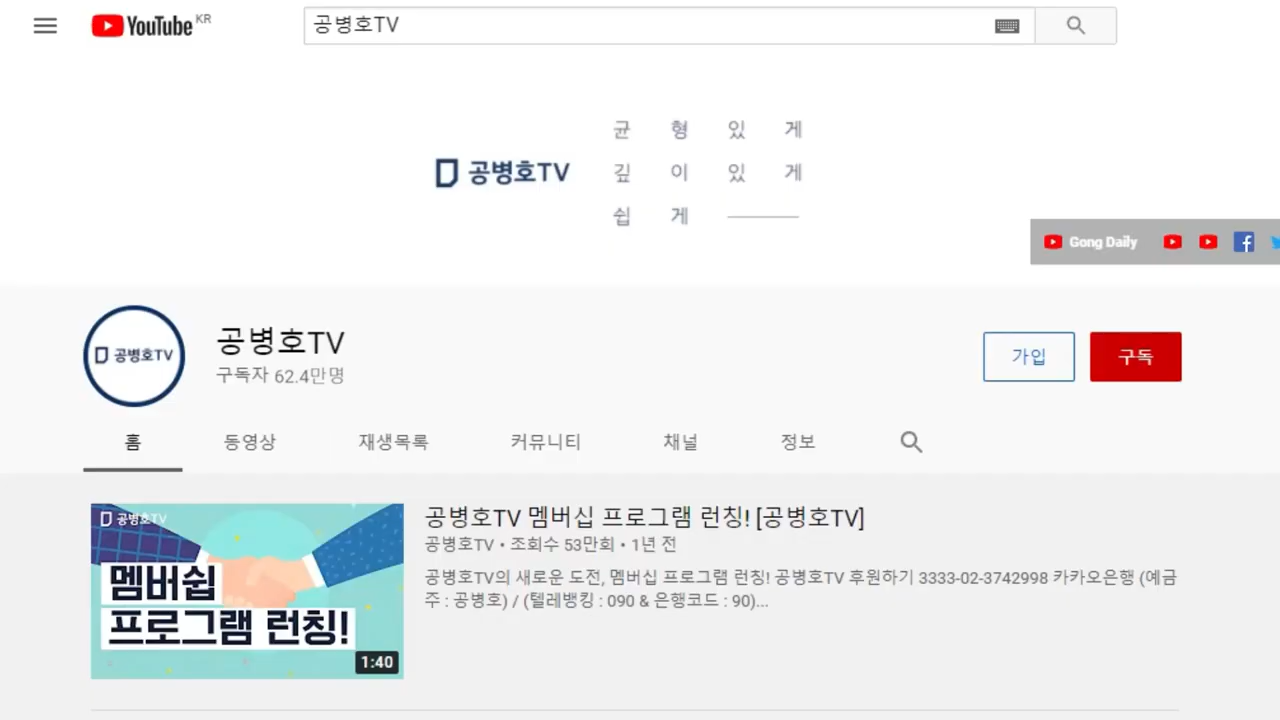 YouTube KR
공병호TV
균 형 있 게
공병호TV
깊 이 있 게
쉽 게
Gong Daily
공병호TV
공병호TV
구독자 62.4만명
가입
구독
홈 동영상 재생목록 커뮤니티 채널 정보
공병호TV
멤버쉽
프로그램 런칭!
1:40
공병호TV 멤버십 프로그램 런칭! [공병호TV]
공병호TV • 조회수 53만회 • 1년 전
공병호TV의 새로운 도전, 멤버십 프로그램 런칭! 공병호TV 후원하기 3333-02-3742998 카카오은행 (예금
주 : 공병호) / (텔레뱅킹 : 090 & 은행코드 : 90)...